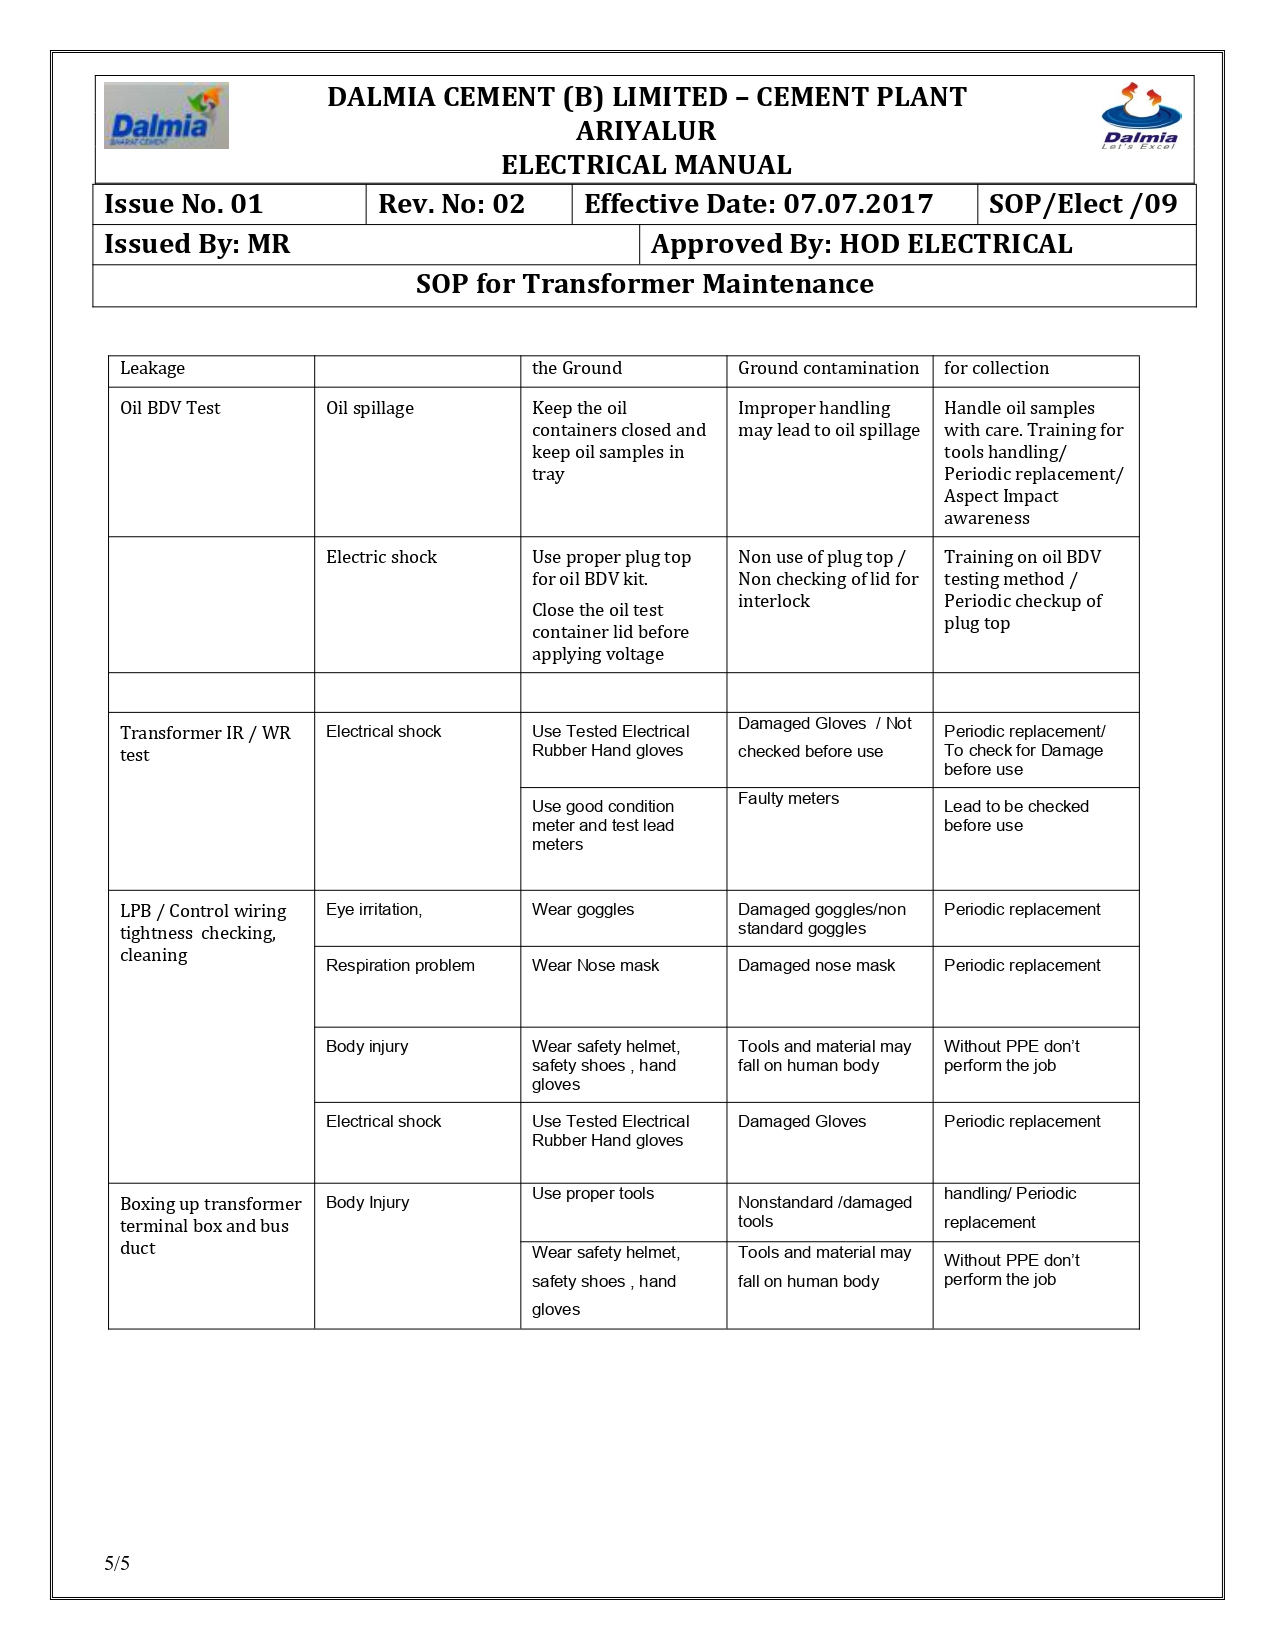 Dalmia
BHARAT CEMENT
DALMIA CEMENT (B) LIMITED – CEMENT PLANT
ARIYALUR
ELECTRICAL MANUAL
Dalmia
Let's Excel
Issue No. 01
Rev. No: 02
Effective Date: 07.07.2017
SOP/Elect /09
Issued By: MR
Approved By: HOD ELECTRICAL
SOP for Transformer Maintenance
Leakage
the Ground
Ground contamination
for collection
Oil BDV Test
Oil spillage
Keep the oil
containers closed and
keep oil samples in
tray
Improper handling
may lead to oil spillage
Handle oil samples
with care. Training for
tools handling/
Periodic replacement/
Aspect Impact
awareness
Electric shock
Use proper plug top
for oil BDV kit.
Close the oil test
container lid before
applying voltage
Non use of plug top /
Non checking of lid for
interlock
Training on oil BDV
testing method /
Periodic checkup of
plug top
Transformer IR / WR
test
Electrical shock
Use Tested Electrical
Rubber Hand gloves
Damaged Gloves  / Not
checked before use
Periodic replacement/
To check for Damage
before use
Use good condition
meter and test lead
meters
Faulty meters
Lead to be checked
before use
LPB / Control wiring
tightness  checking,
cleaning
Eye irritation,
Wear goggles
Damaged goggles/non
standard goggles
Periodic replacement
Respiration problem
Wear Nose mask
Damaged nose mask
Periodic replacement
Body injury
Wear safety helmet,
safety shoes , hand
gloves
Tools and material may
fall on human body
Without PPE don’t
perform the job
Electrical shock
Use Tested Electrical
Rubber Hand gloves
Damaged Gloves
Periodic replacement
Boxing up transformer
terminal box and bus
duct
Body Injury
Use proper tools
Nonstandard /damaged
tools
handling/ Periodic
replacement
Wear safety helmet,
safety shoes , hand
gloves
Tools and material may
fall on human body
Without PPE don’t
perform the job
5/5